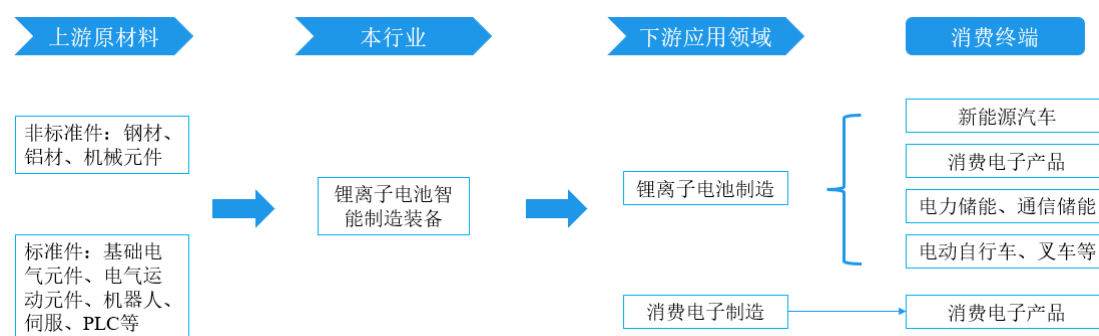 上游原材料
本行业
下游应用领域
消费终端
非标准件：钢材、
铝材、机械元件
标准件：基础电
气元件、电气运
动元件、机器人、
伺服、PLC等
锂离子电池智
能制造装备
锂离子电池制造
消费电子制造
新能源汽车
消费电子产品
电力储能、通信储能
电动自行车、叉车等
消费电子产品